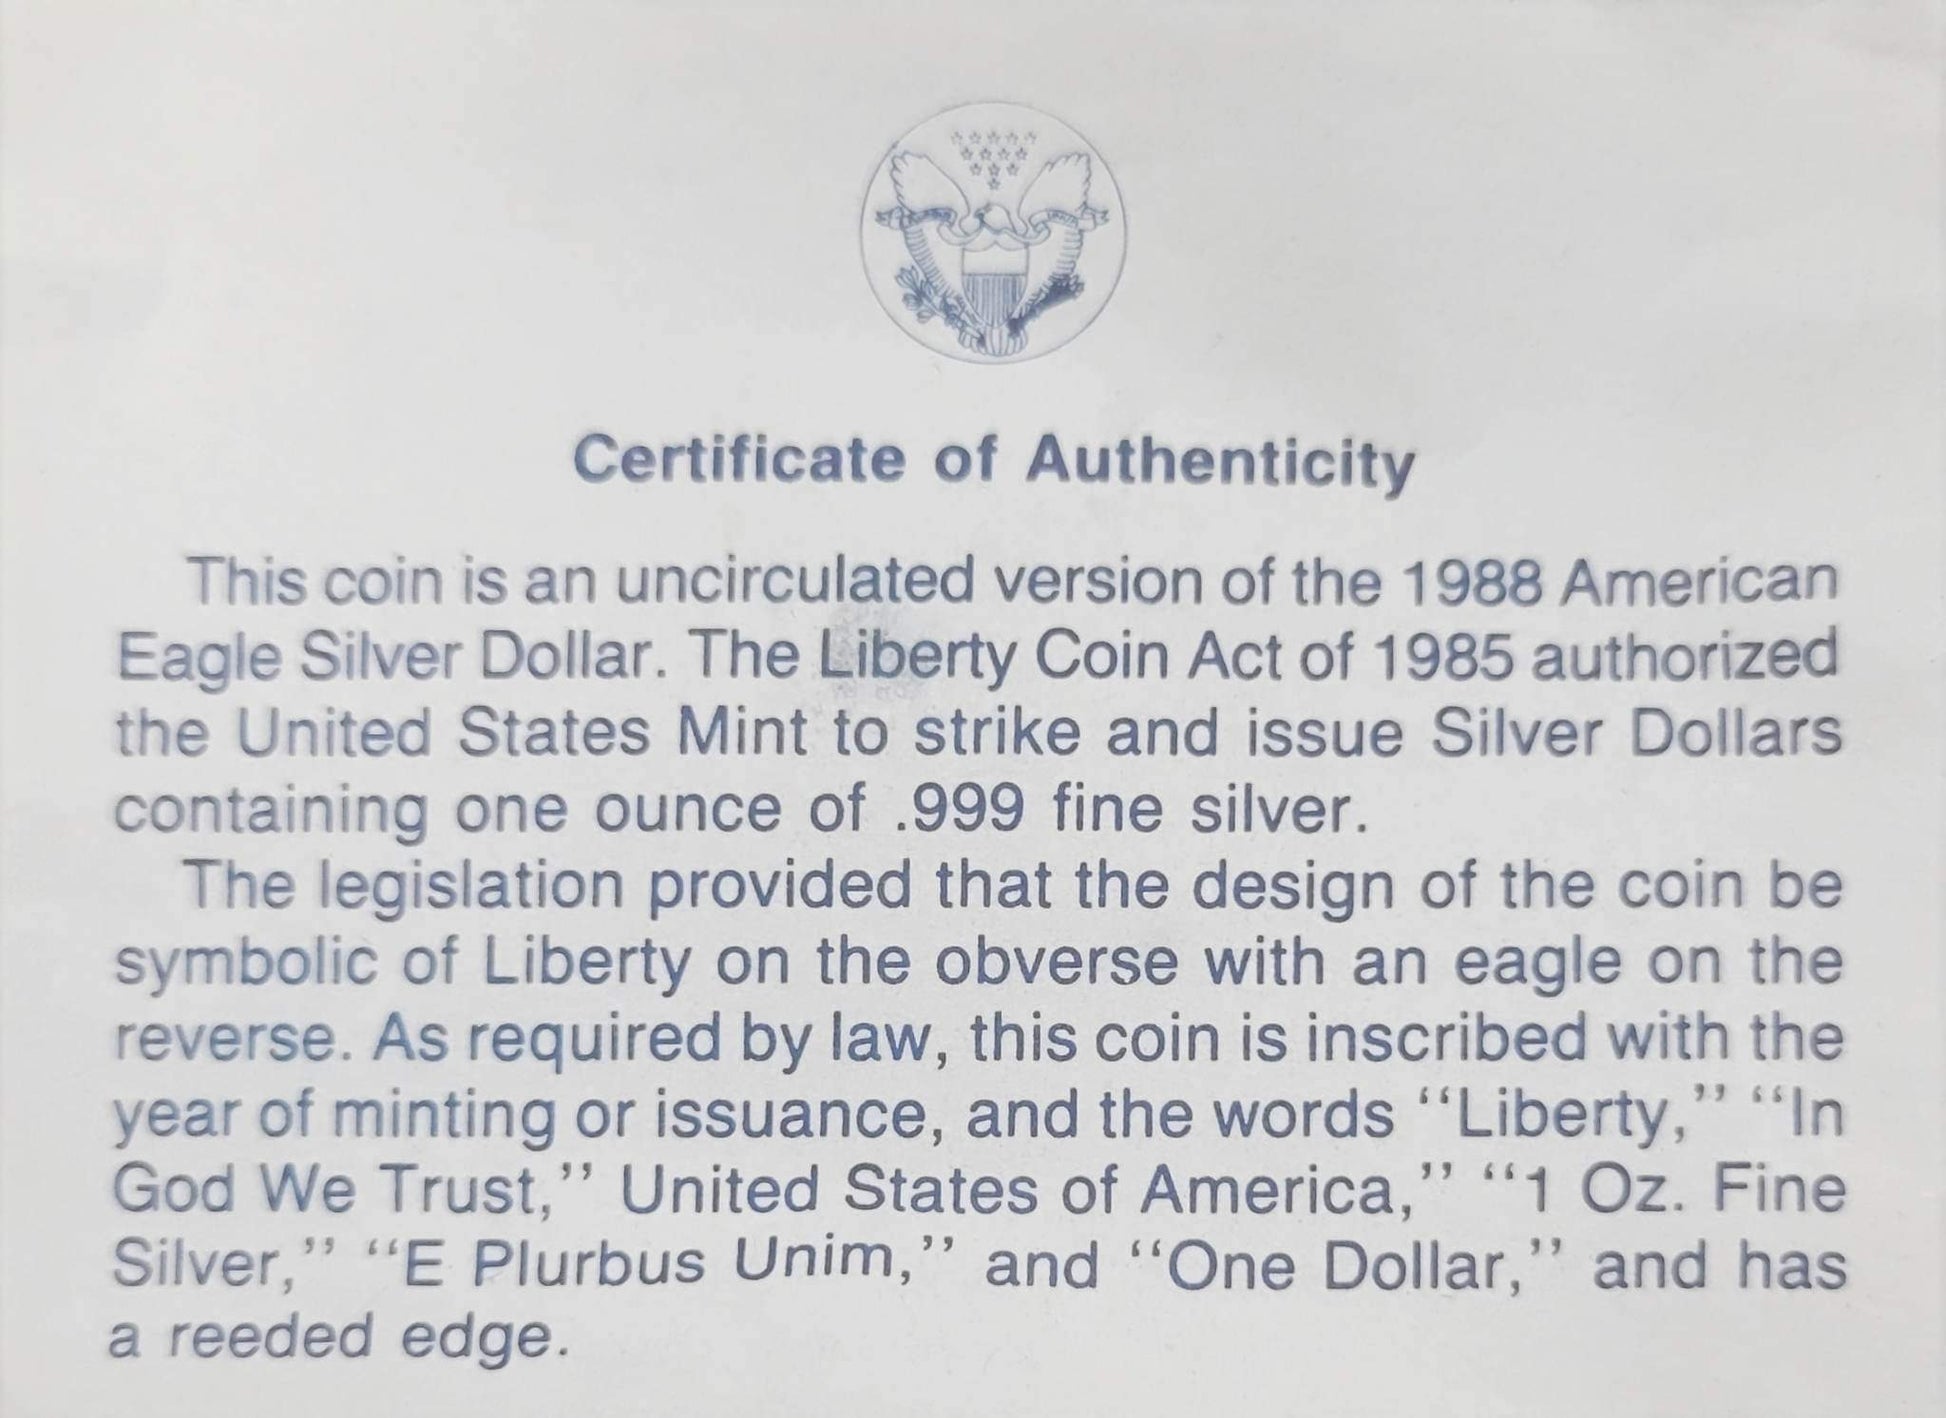 Certificate of Authenticity
This coin is an uncirculated version of the 1988 American
Eagle Silver Dollar. The Liberty Coin Act of 1985 authorized
the United States Mint to strike and issue Silver Dollars
containing one ounce of .999 fine silver.
The legislation provided that the design of the coin be
symbolic of Liberty on the obverse with an eagle on the
reverse. As required by law, this coin is inscribed with the
year of minting or issuance, and the words “Liberty,” “In
God We Trust,” United States of America,” “1 Oz. Fine
Silver,” “E Plurbus Unim,” and “One Dollar,” and has
a reeded edge.